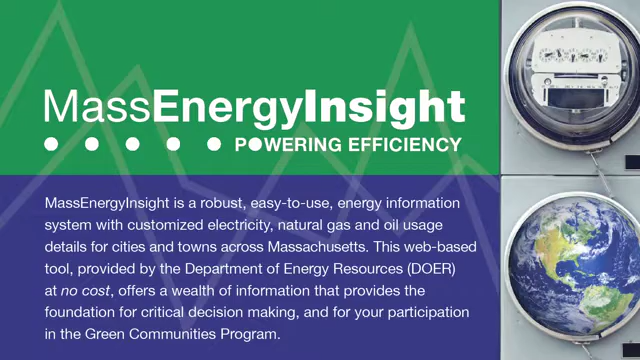 MassEnergyInsight
POWERING EFFICIENCY
MassEnergyInsight is a robust, easy-to-use, energy information
system with customized electricity, natural gas and oil usage
details for cities and towns across Massachusetts. This web-based
tool, provided by the Department of Energy Resources (DOER)
at no cost, offers a wealth of information that provides the
foundation for critical decision making, and for your participation
in the Green Communities Program.